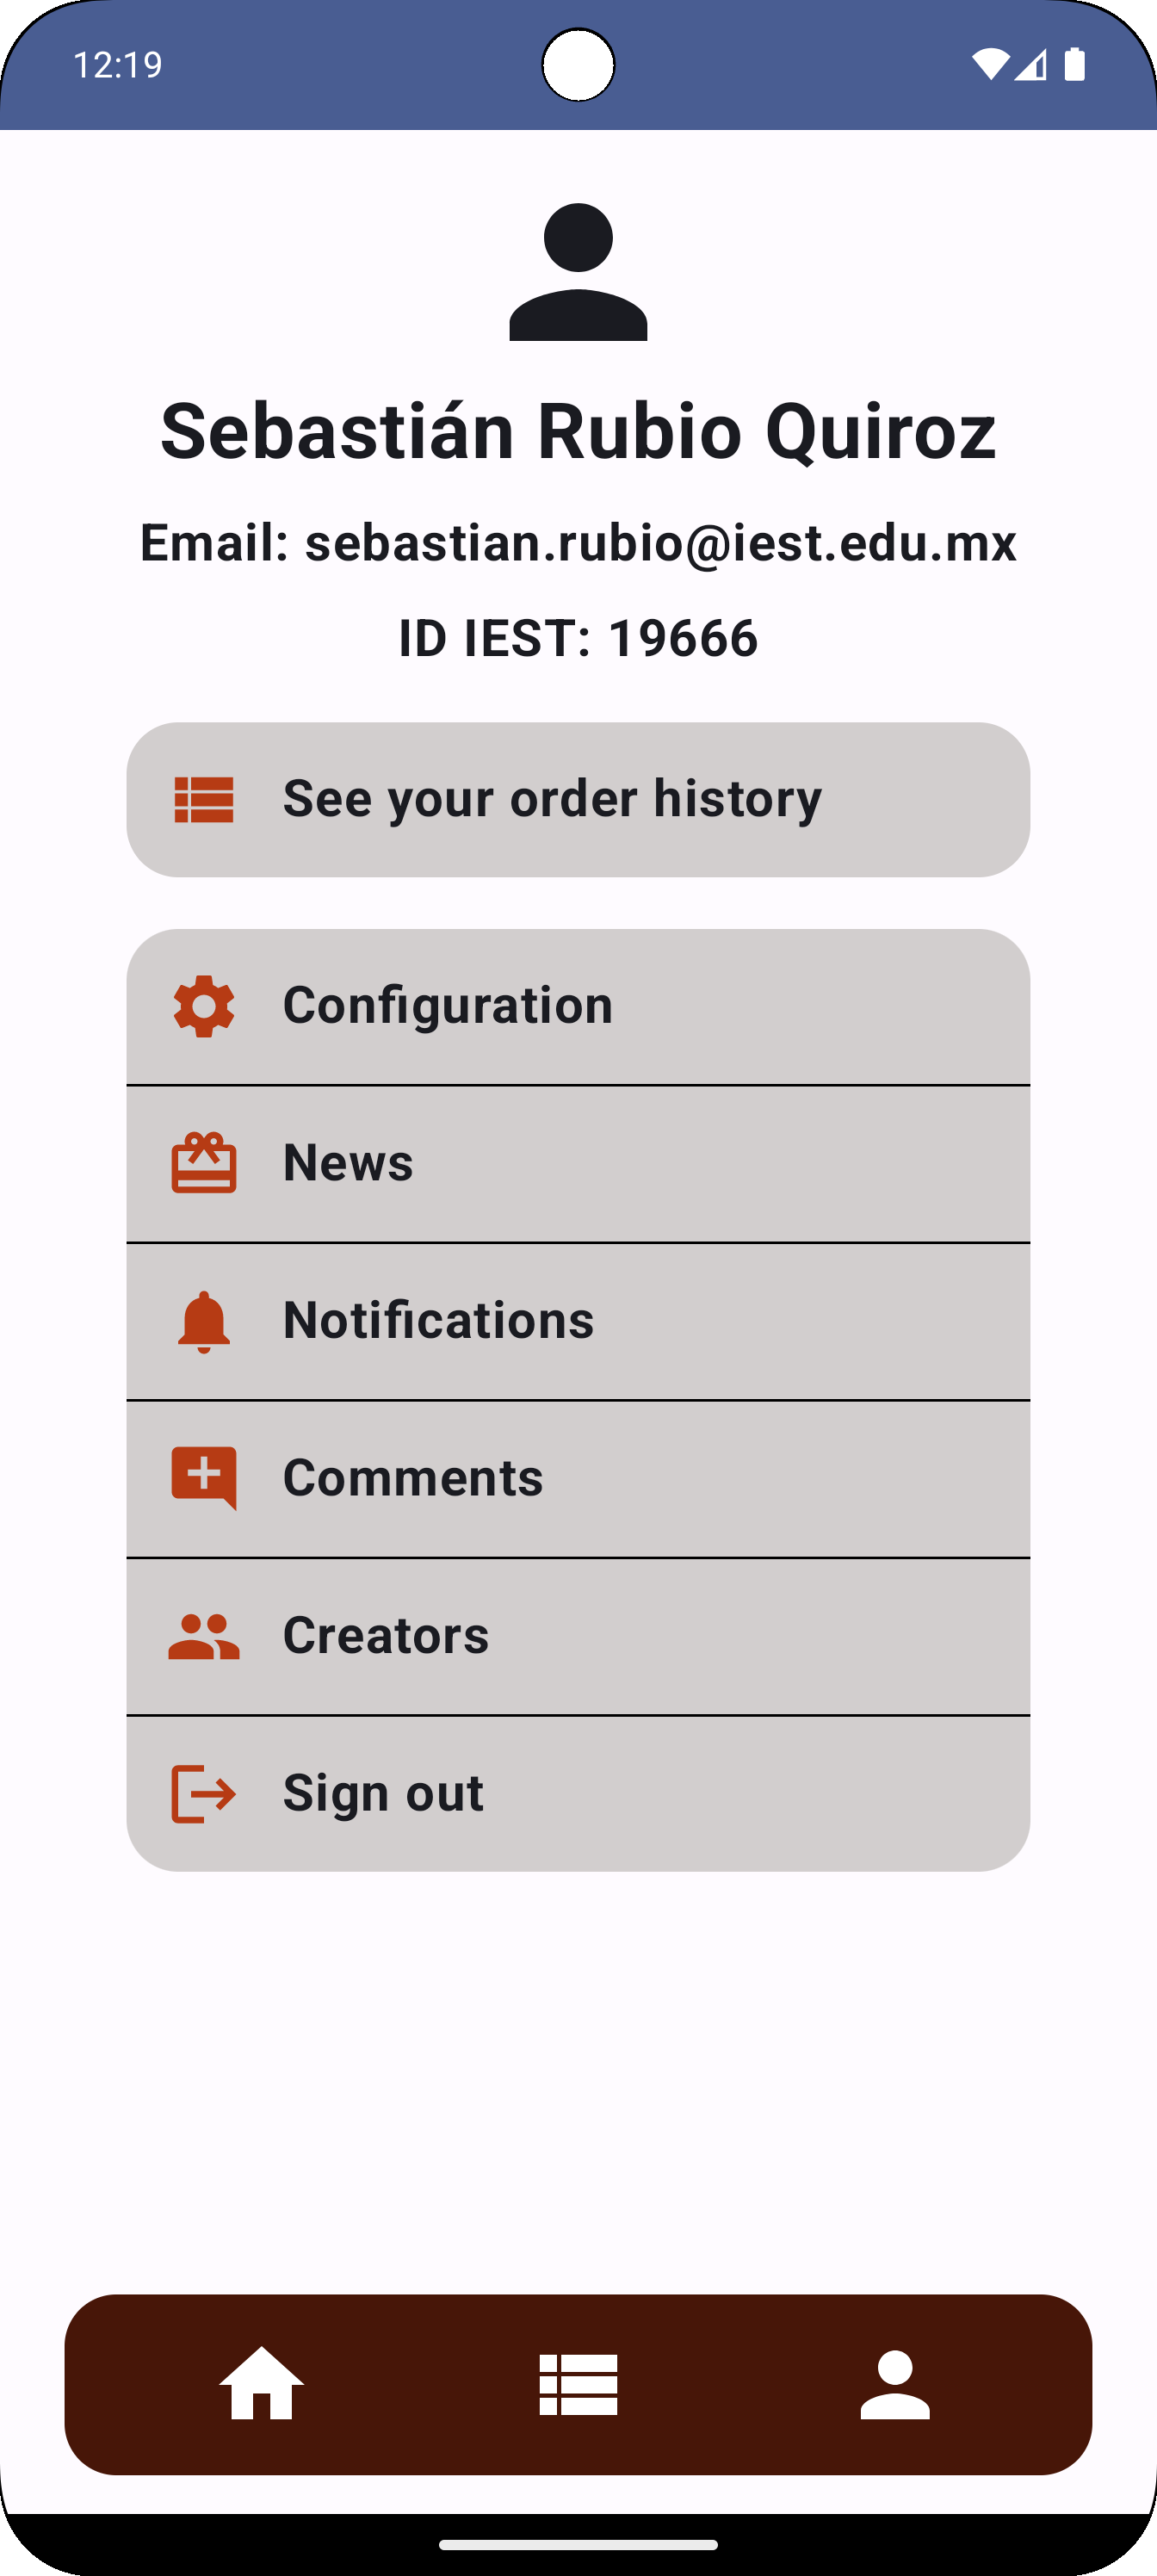 12:19
Sebastián Rubio Quiroz
Email: sebastian.rubio@iest.edu.mx
ID IEST: 19666
See your order history
Configuration
News
Notifications
Comments
Creators
Sign out